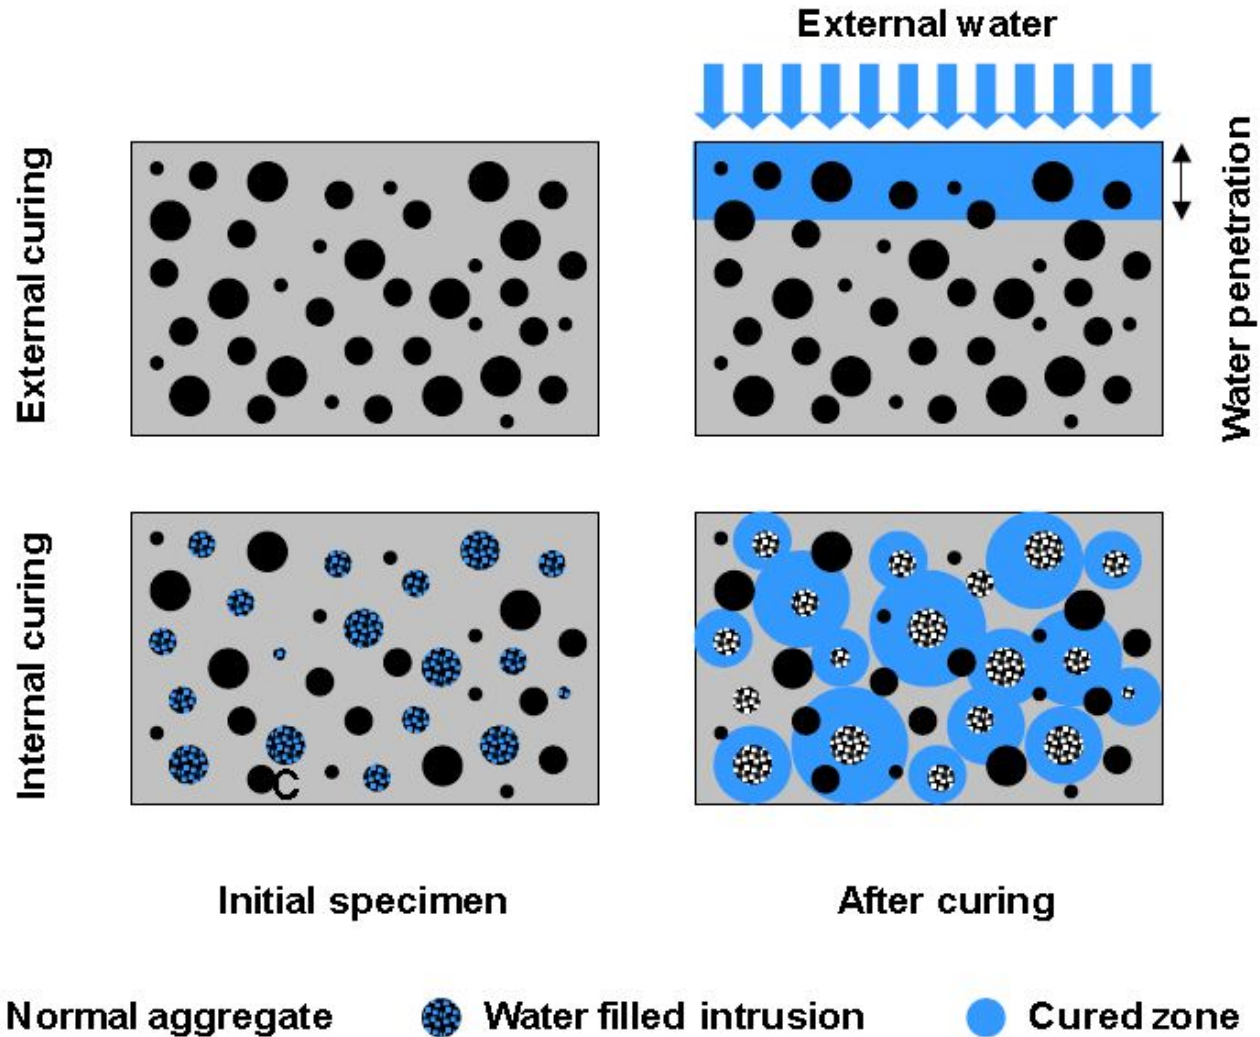 External water
External curing
Water penetration
Internal curing
C
Initial specimen
After curing
Normal aggregate
Water filled intrusion
Cured zone